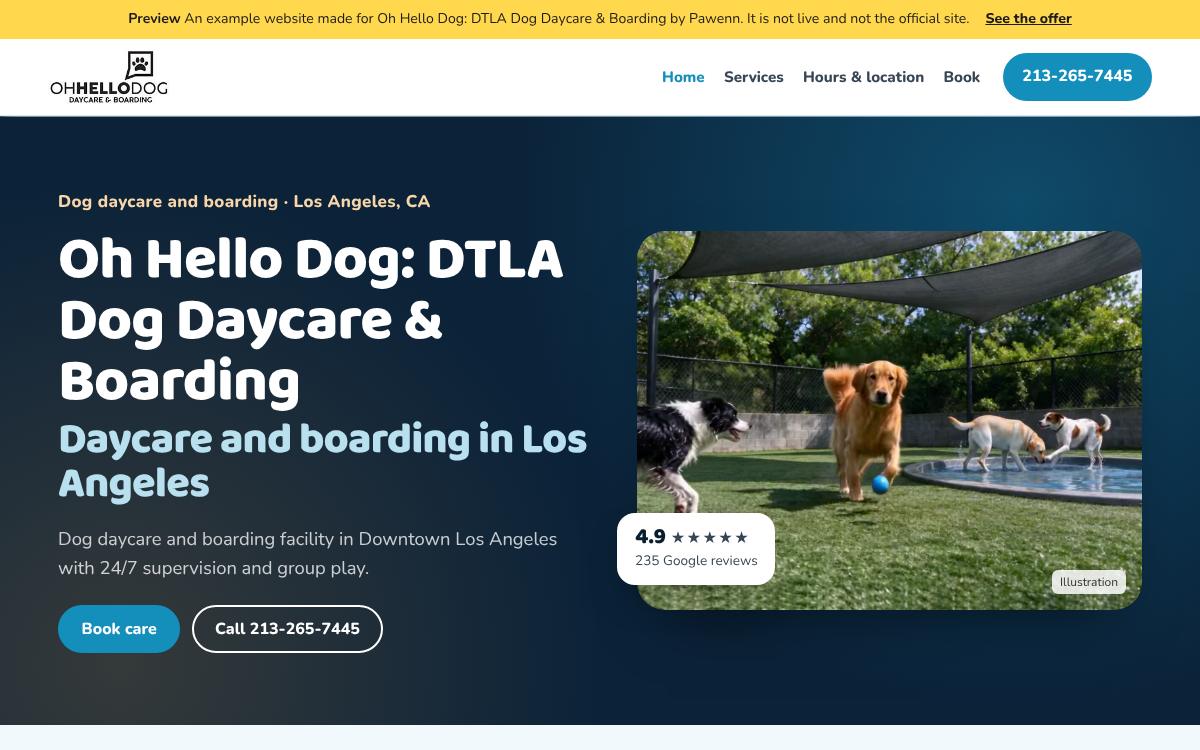 Preview An example website made for Oh Hello Dog: DTLA Dog Daycare & Boarding by Pawenn. It is not live and not the official site. See the offer
OHHELLODOG
DAYCARE & BOARDING
Home Services Hours & location Book 213-265-7445
Dog daycare and boarding · Los Angeles, CA
Oh Hello Dog: DTLA
Dog Daycare &
Boarding
Daycare and boarding in Los
Angeles
Dog daycare and boarding facility in Downtown Los Angeles
with 24/7 supervision and group play.
Book care Call 213-265-7445
4.9 ★★★★★
235 Google reviews
Illustration